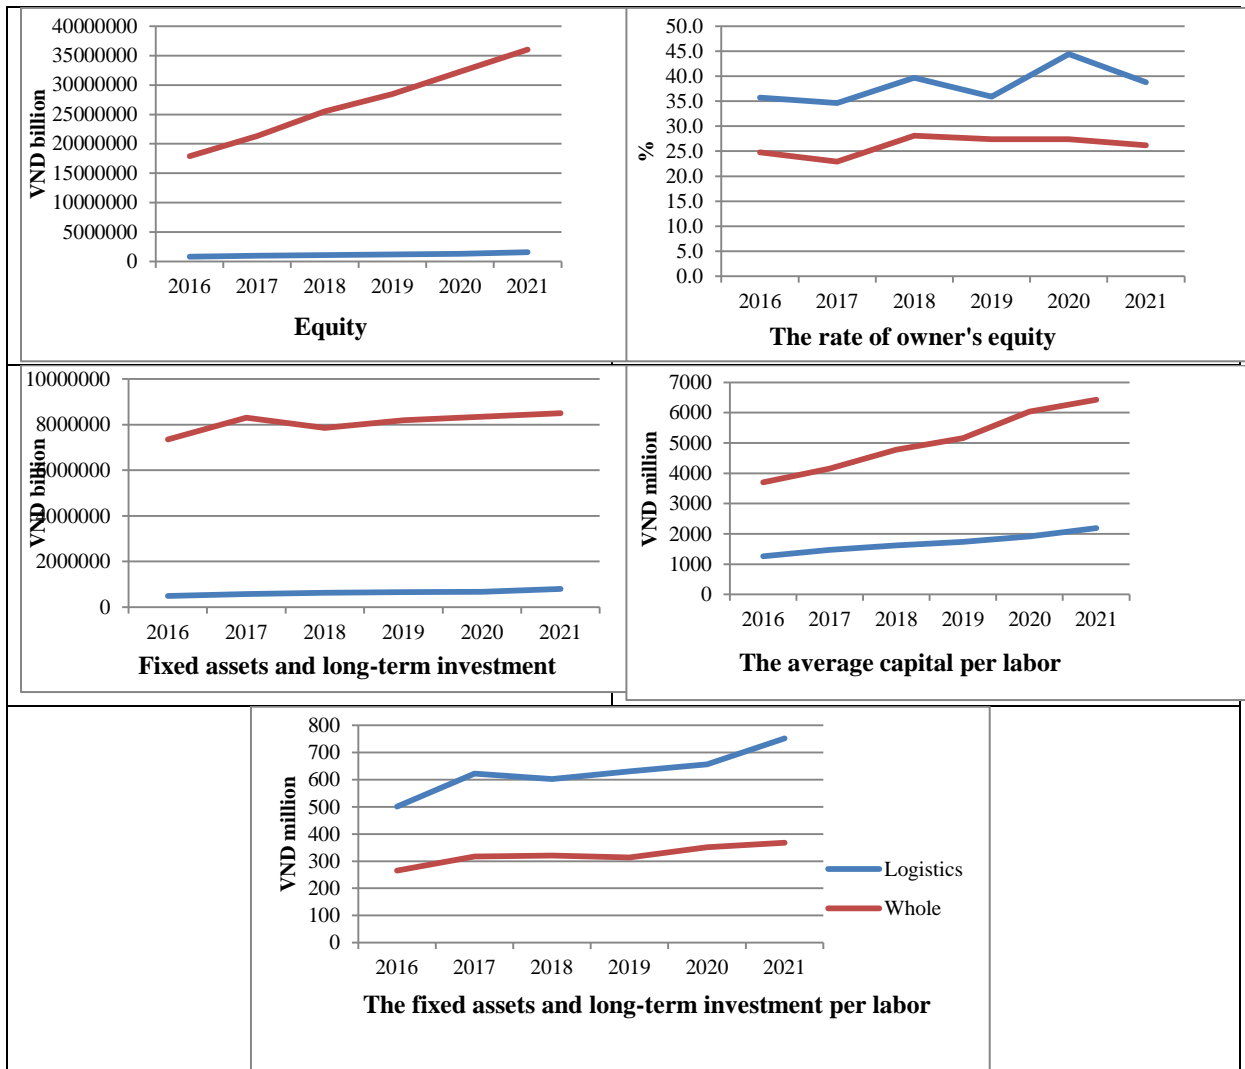 40000000
35000000
30000000
25000000
20000000
15000000
10000000
5000000
0
VND billion
2016 2017 2018 2019 2020 2021
Equity
50.0
45.0
40.0
35.0
30.0
25.0
20.0
15.0
10.0
5.0
0.0
%
2016 2017 2018 2019 2020 2021
The rate of owner's equity
10000000
8000000
6000000
4000000
2000000
0
VND billion
2016 2017 2018 2019 2020 2021
Fixed assets and long-term investment
7000
6000
5000
4000
3000
2000
1000
0
VND million
2016 2017 2018 2019 2020 2021
The average capital per labor
800
700
600
500
400
300
200
100
0
VND million
2016 2017 2018 2019 2020 2021
Logistics
Whole
The fixed assets and long-term investment per labor